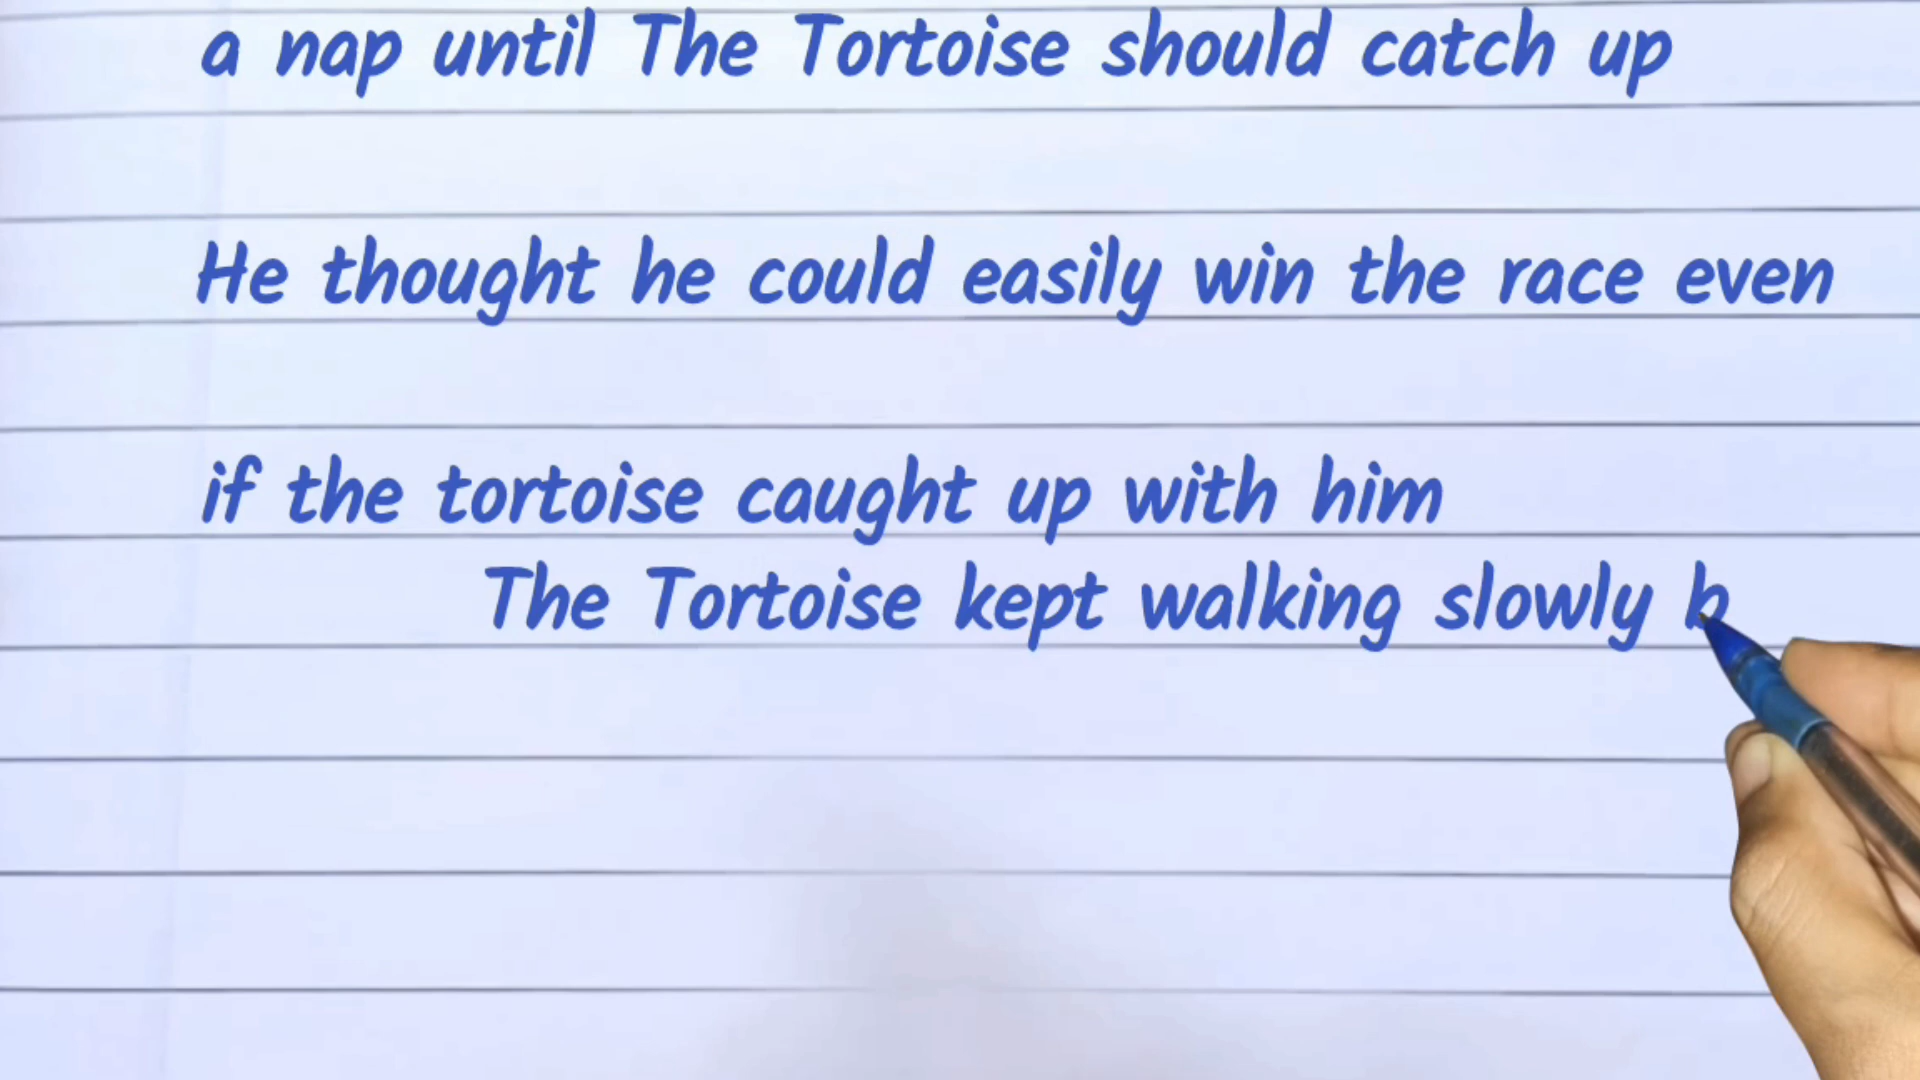 a nap until The Tortoise should catch up
He thought he could easily win the race even
if the tortoise caught up with him
The Tortoise kept walking slowly b